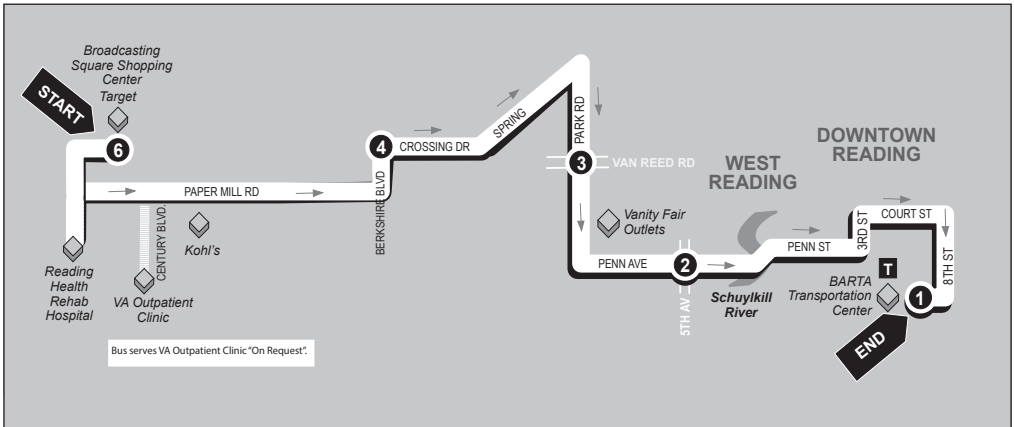 Broadcasting
Square Shopping
Center
Target
START
6
PAPER MILL RD
CENTURY BLVD.
Kohl's
Reading
Health
Rehab
Hospital
VA Outpatient
Clinic
Bus serves VA Outpatient Clinic "On Request".
BERKSHIRE BLVD
4
CROSSING DR
SPRING
PARK RD
3
VAN REED RD
Vanity Fair
Outlets
PENN AVE
2
5TH AV
WEST
READING
Schuylkill
River
PENN ST
DOWNTOWN
READING
3RD ST
COURT ST
8TH ST
T
BARTA
Transportation
Center
1
END